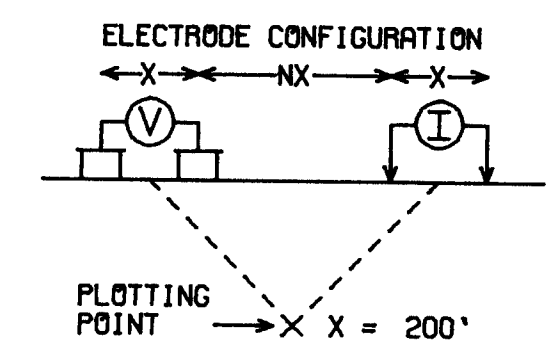 ELECTRODE CONFIGURATION
X NX X
V I
PLOTTING
POINT X = 200'